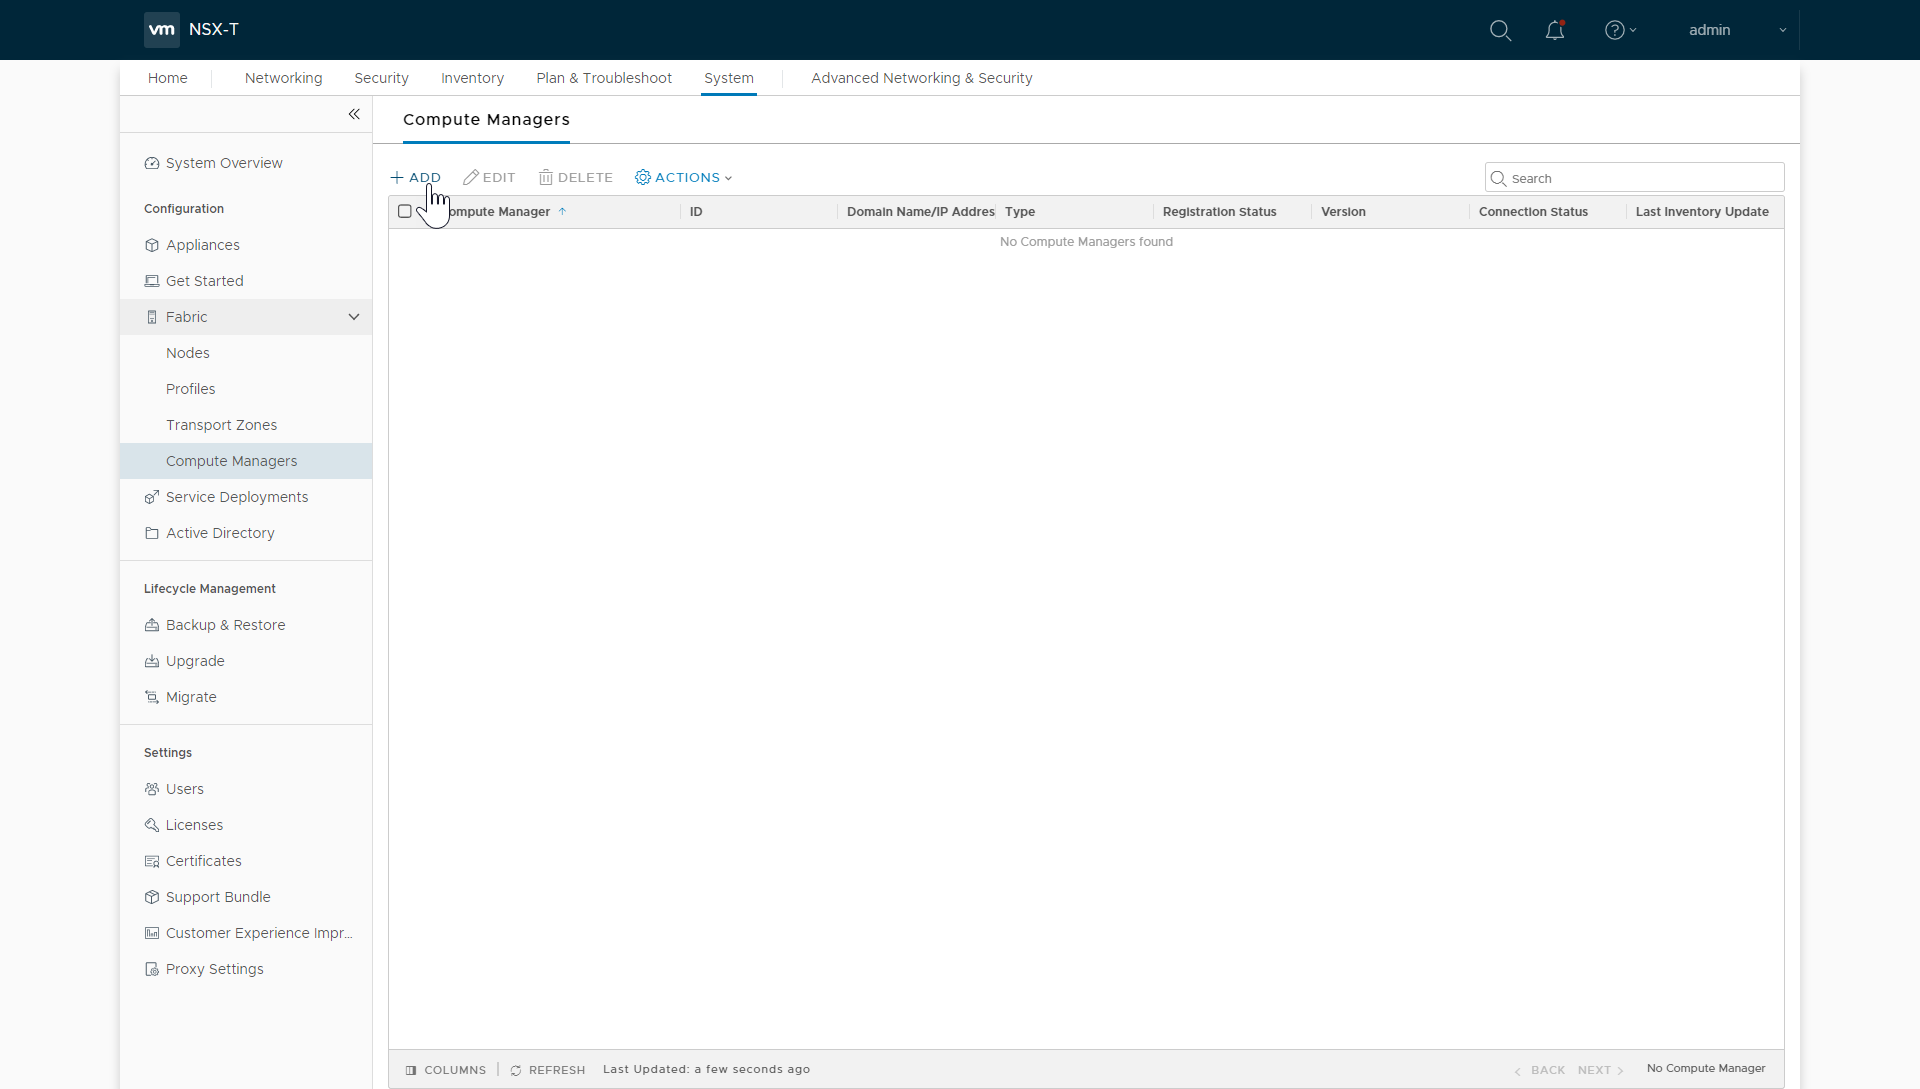 vm NSX-T
admin
Home Networking Security Inventory Plan & Troubleshoot System Advanced Networking & Security
Compute Managers
System Overview
Configuration
Appliances
Get Started
Fabric
Nodes
Profiles
Transport Zones
Compute Managers
Service Deployments
Active Directory
Lifecycle Management
Backup & Restore
Upgrade
Migrate
Settings
Users
Licenses
Certificates
Support Bundle
Customer Experience Impr...
Proxy Settings
ADD EDIT DELETE ACTIONS
Search
ompute Manager ID Domain Name/IP Addres Type Registration Status Version Connection Status Last Inventory Update
No Compute Managers found
COLUMNS REFRESH Last Updated: a few seconds ago BACK NEXT No Compute Manager